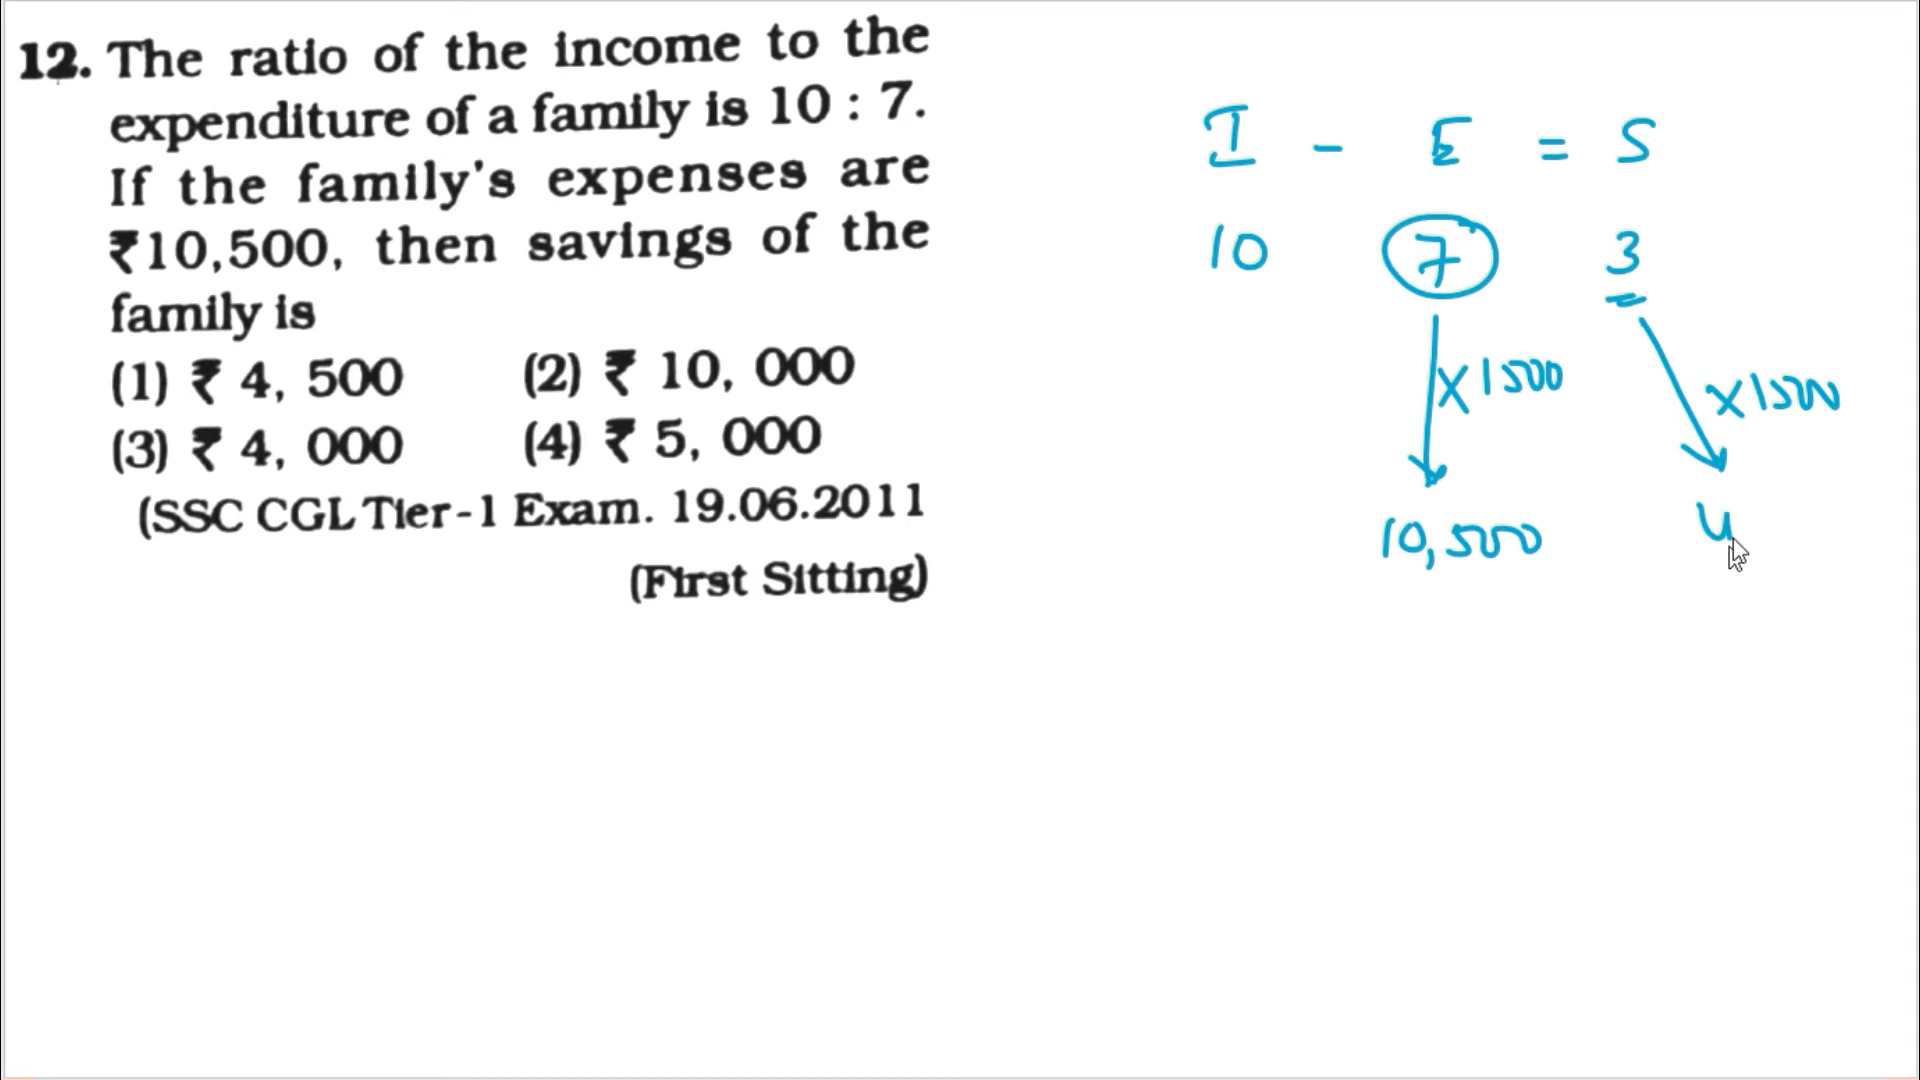 12. The ratio of the income to the
expenditure of a family is 10 : 7.
If the family's expenses are
₹10,500, then savings of the
family is
(1) ₹ 4, 500 (2) ₹ 10, 000
(3) ₹ 4, 000 (4) ₹ 5, 000
(SSC CGL Tier-1 Exam. 19.06.2011
(First Sitting)
I - E = S
10 7 3
×1500 ×1500
10,500 4